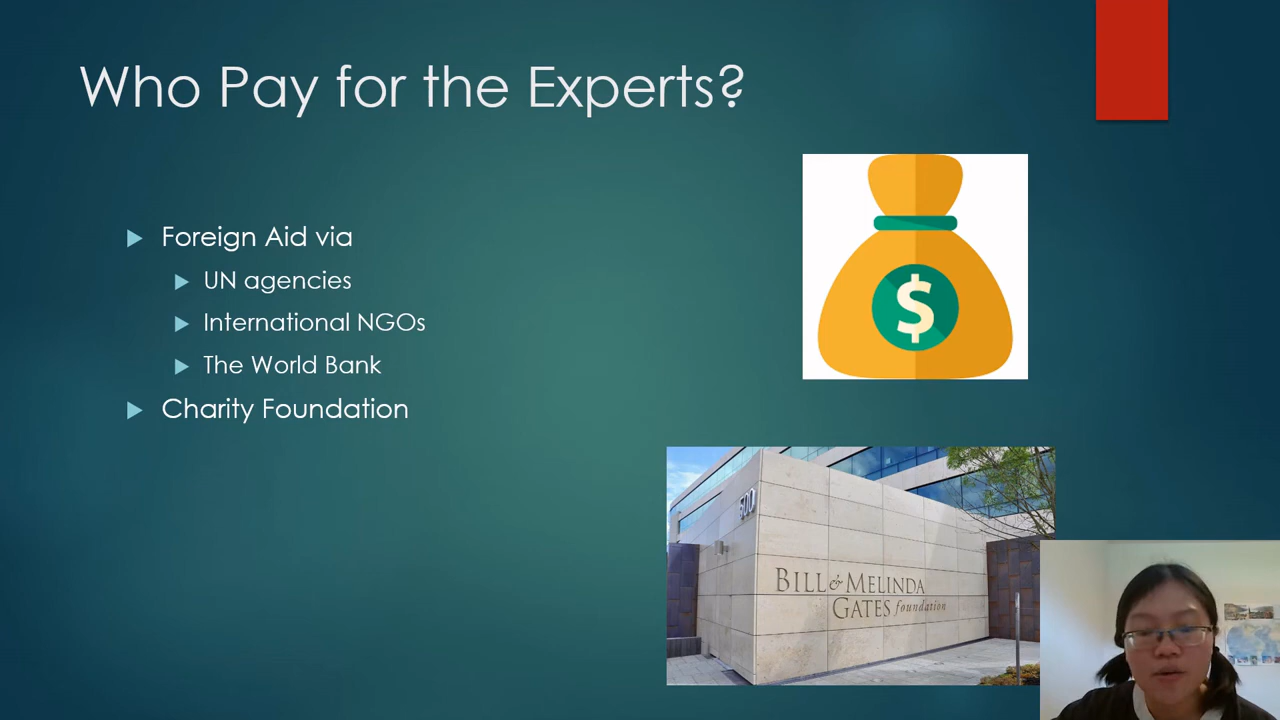 Who Pay for the Experts?
Foreign Aid via
UN agencies
International NGOs
The World Bank
Charity Foundation
$
500
BILL & MELINDA
GATES foundation